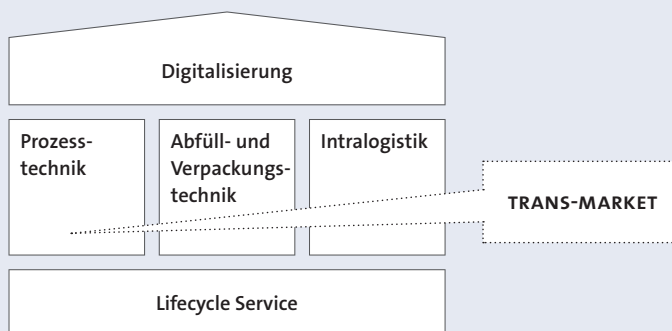 Digitalisierung
Prozess-
technik
Abfüll- und
Verpackungs-
technik
Intralogistik
TRANS-MARKET
Lifecycle Service